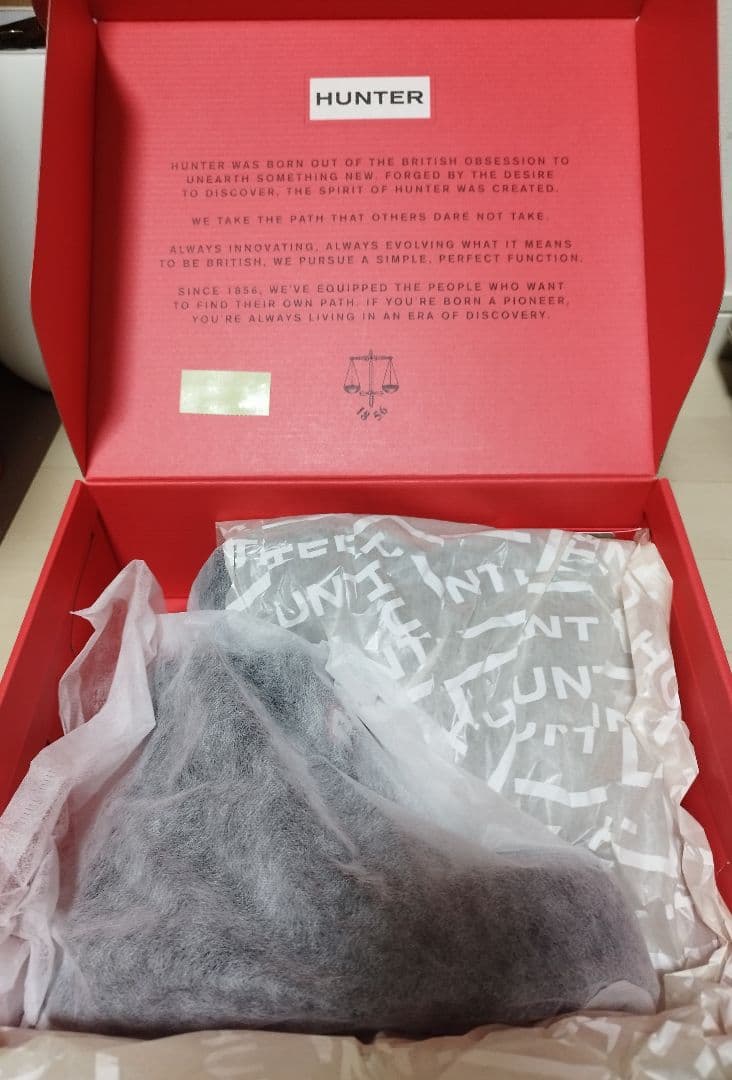 HUNTER
HUNTER WAS BORN OUT OF THE BRITISH OBSESSION TO
UNEARTH SOMETHING NEW. FORGED BY THE DESIRE
TO DISCOVER, THE SPIRIT OF HUNTER WAS CREATED.
WE TAKE THE PATH THAT OTHERS DARE NOT TAKE.
ALWAYS INNOVATING, ALWAYS EVOLVING WHAT IT MEANS
TO BE BRITISH, WE PURSUE A SIMPLE, PERFECT FUNCTION.
SINCE 1856, WE'VE EQUIPPED THE PEOPLE WHO WANT
TO FIND THEIR OWN PATH. IF YOU'RE BORN A PIONEER,
YOU'RE ALWAYS LIVING IN AN ERA OF DISCOVERY.
1856
UN
NT
NT
UN